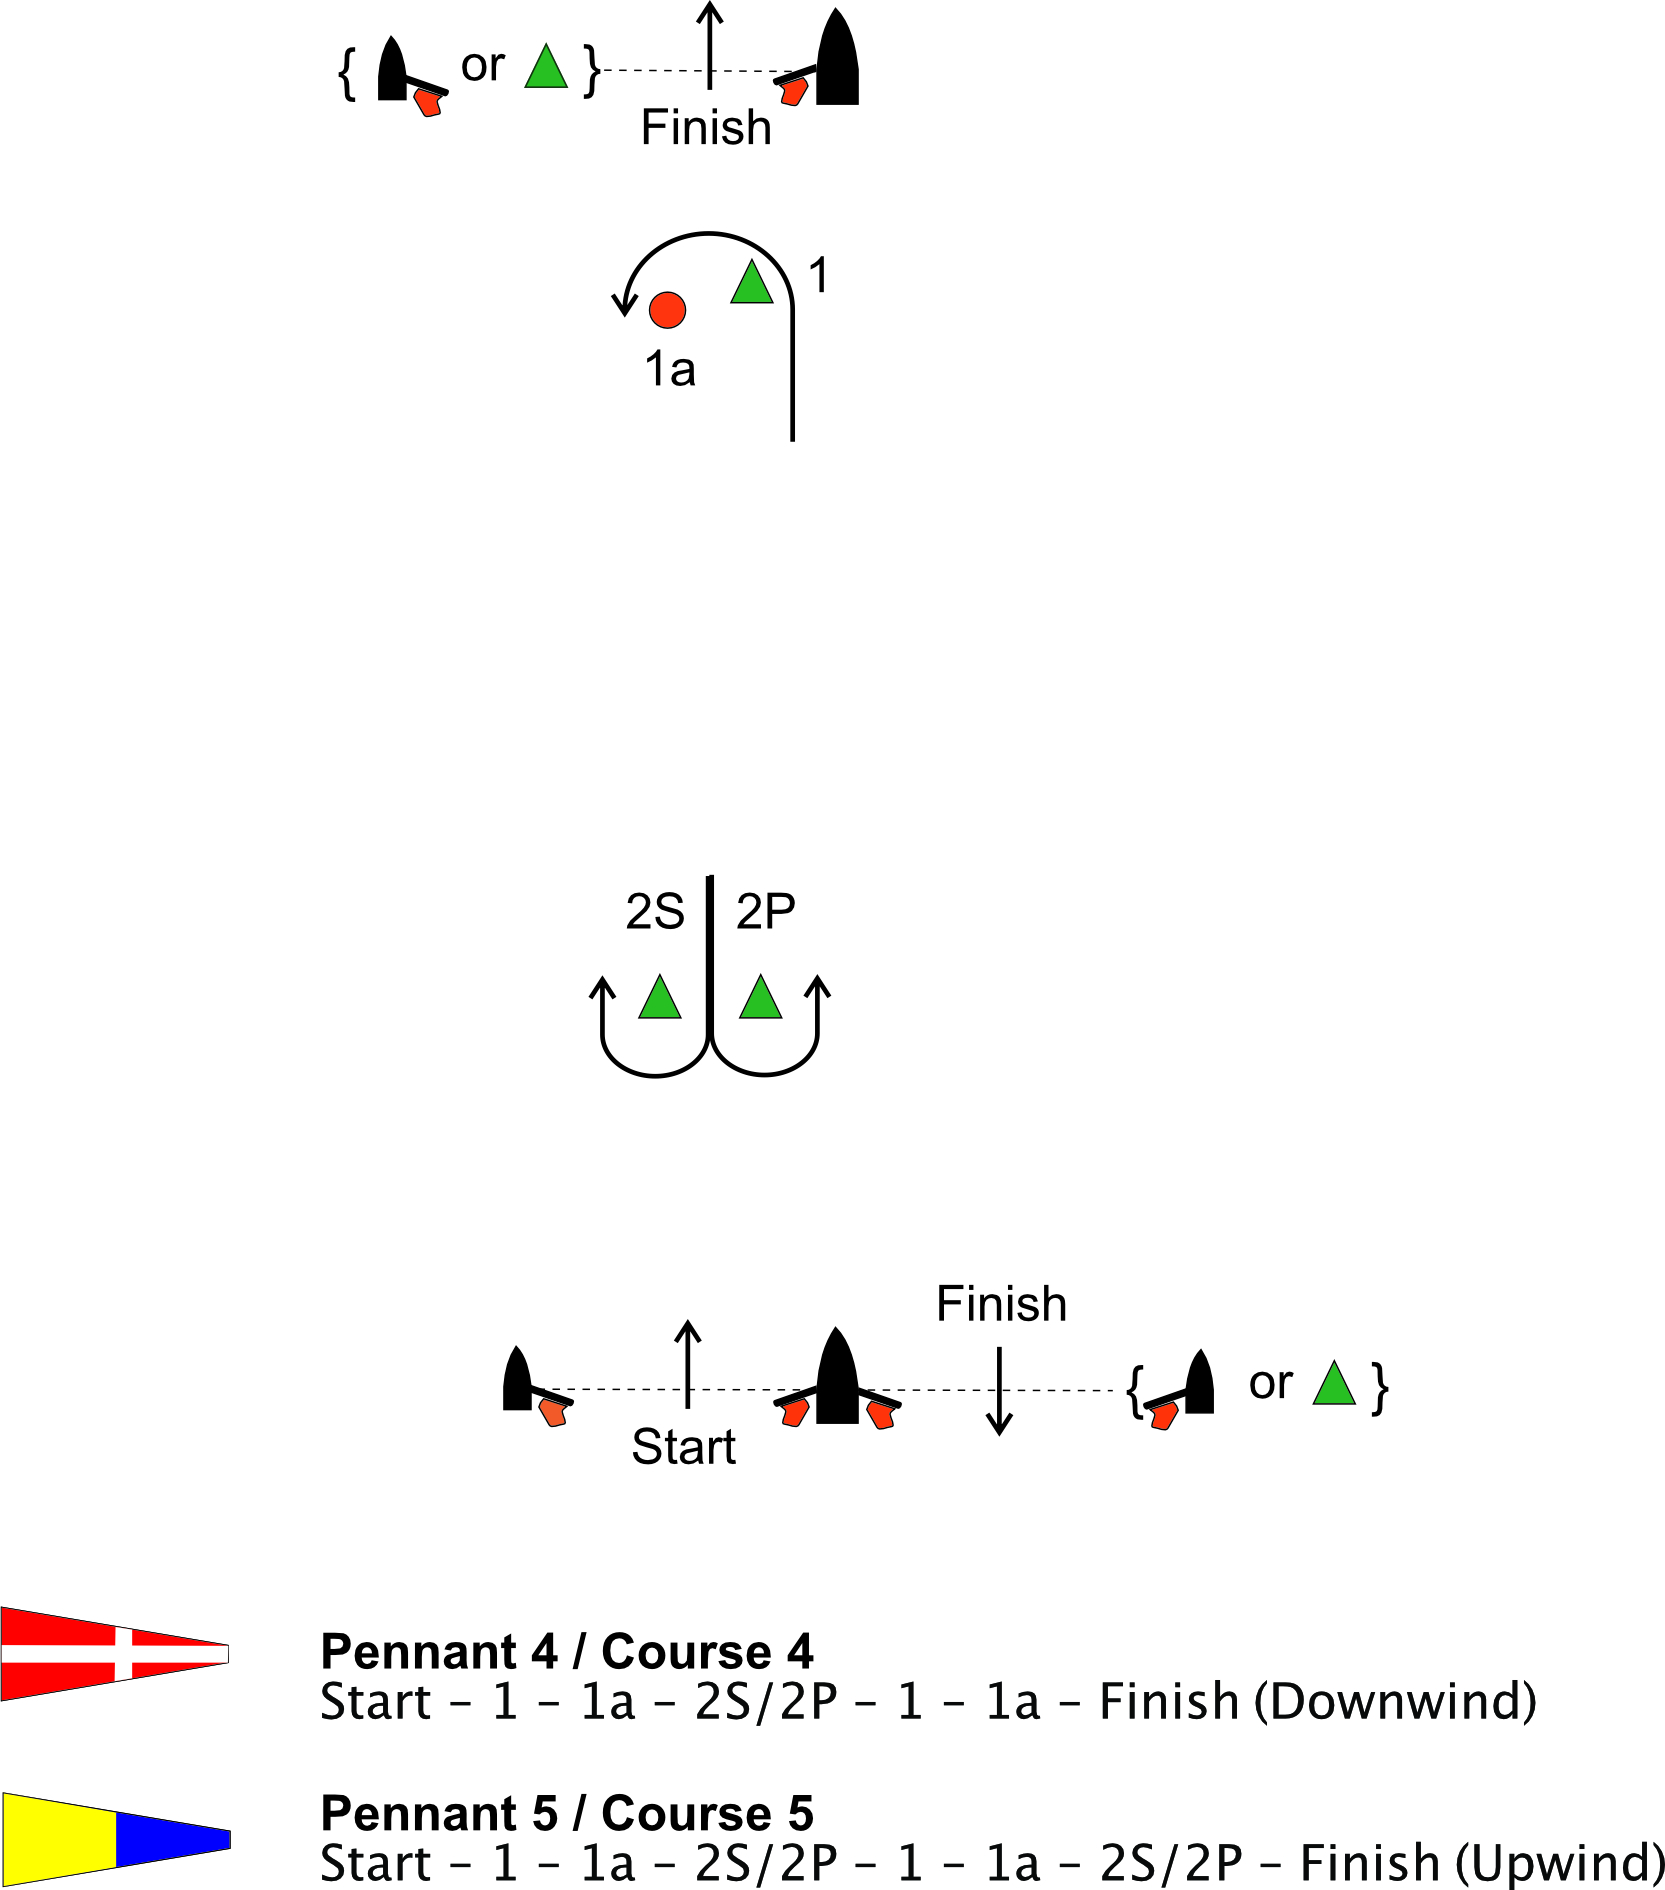 { or }
Finish
1
1a
2S 2P
Finish
{ or }
Start
Pennant 4 / Course 4
Start – 1 – 1a – 2S/2P – 1 – 1a – Finish (Downwind)
Pennant 5 / Course 5
Start – 1 – 1a – 2S/2P – 1 – 1a – 2S/2P – Finish (Upwind)